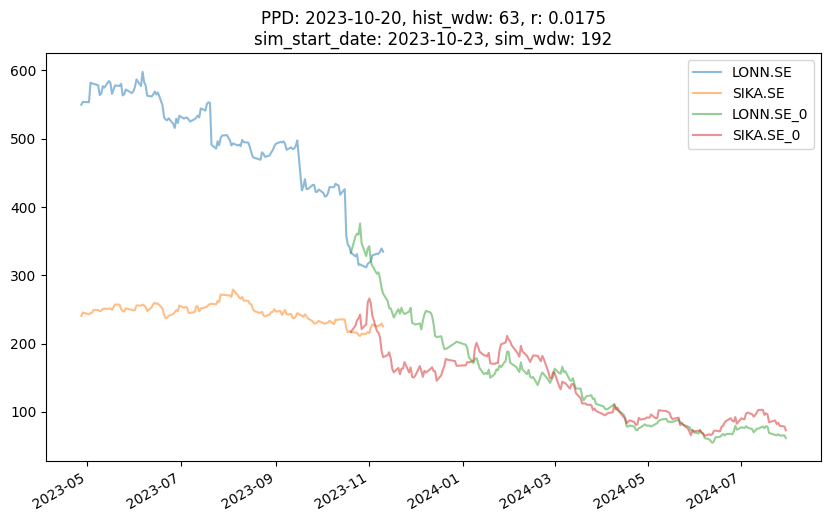 PPD: 2023-10-20, hist_wdw: 63, r: 0.0175
sim_start_date: 2023-10-23, sim_wdw: 192
LONN.SE
SIKA.SE
LONN.SE_0
SIKA.SE_0
600
500
400
300
200
100
2023-05
2023-07
2023-09
2023-11
2024-01
2024-03
2024-05
2024-07